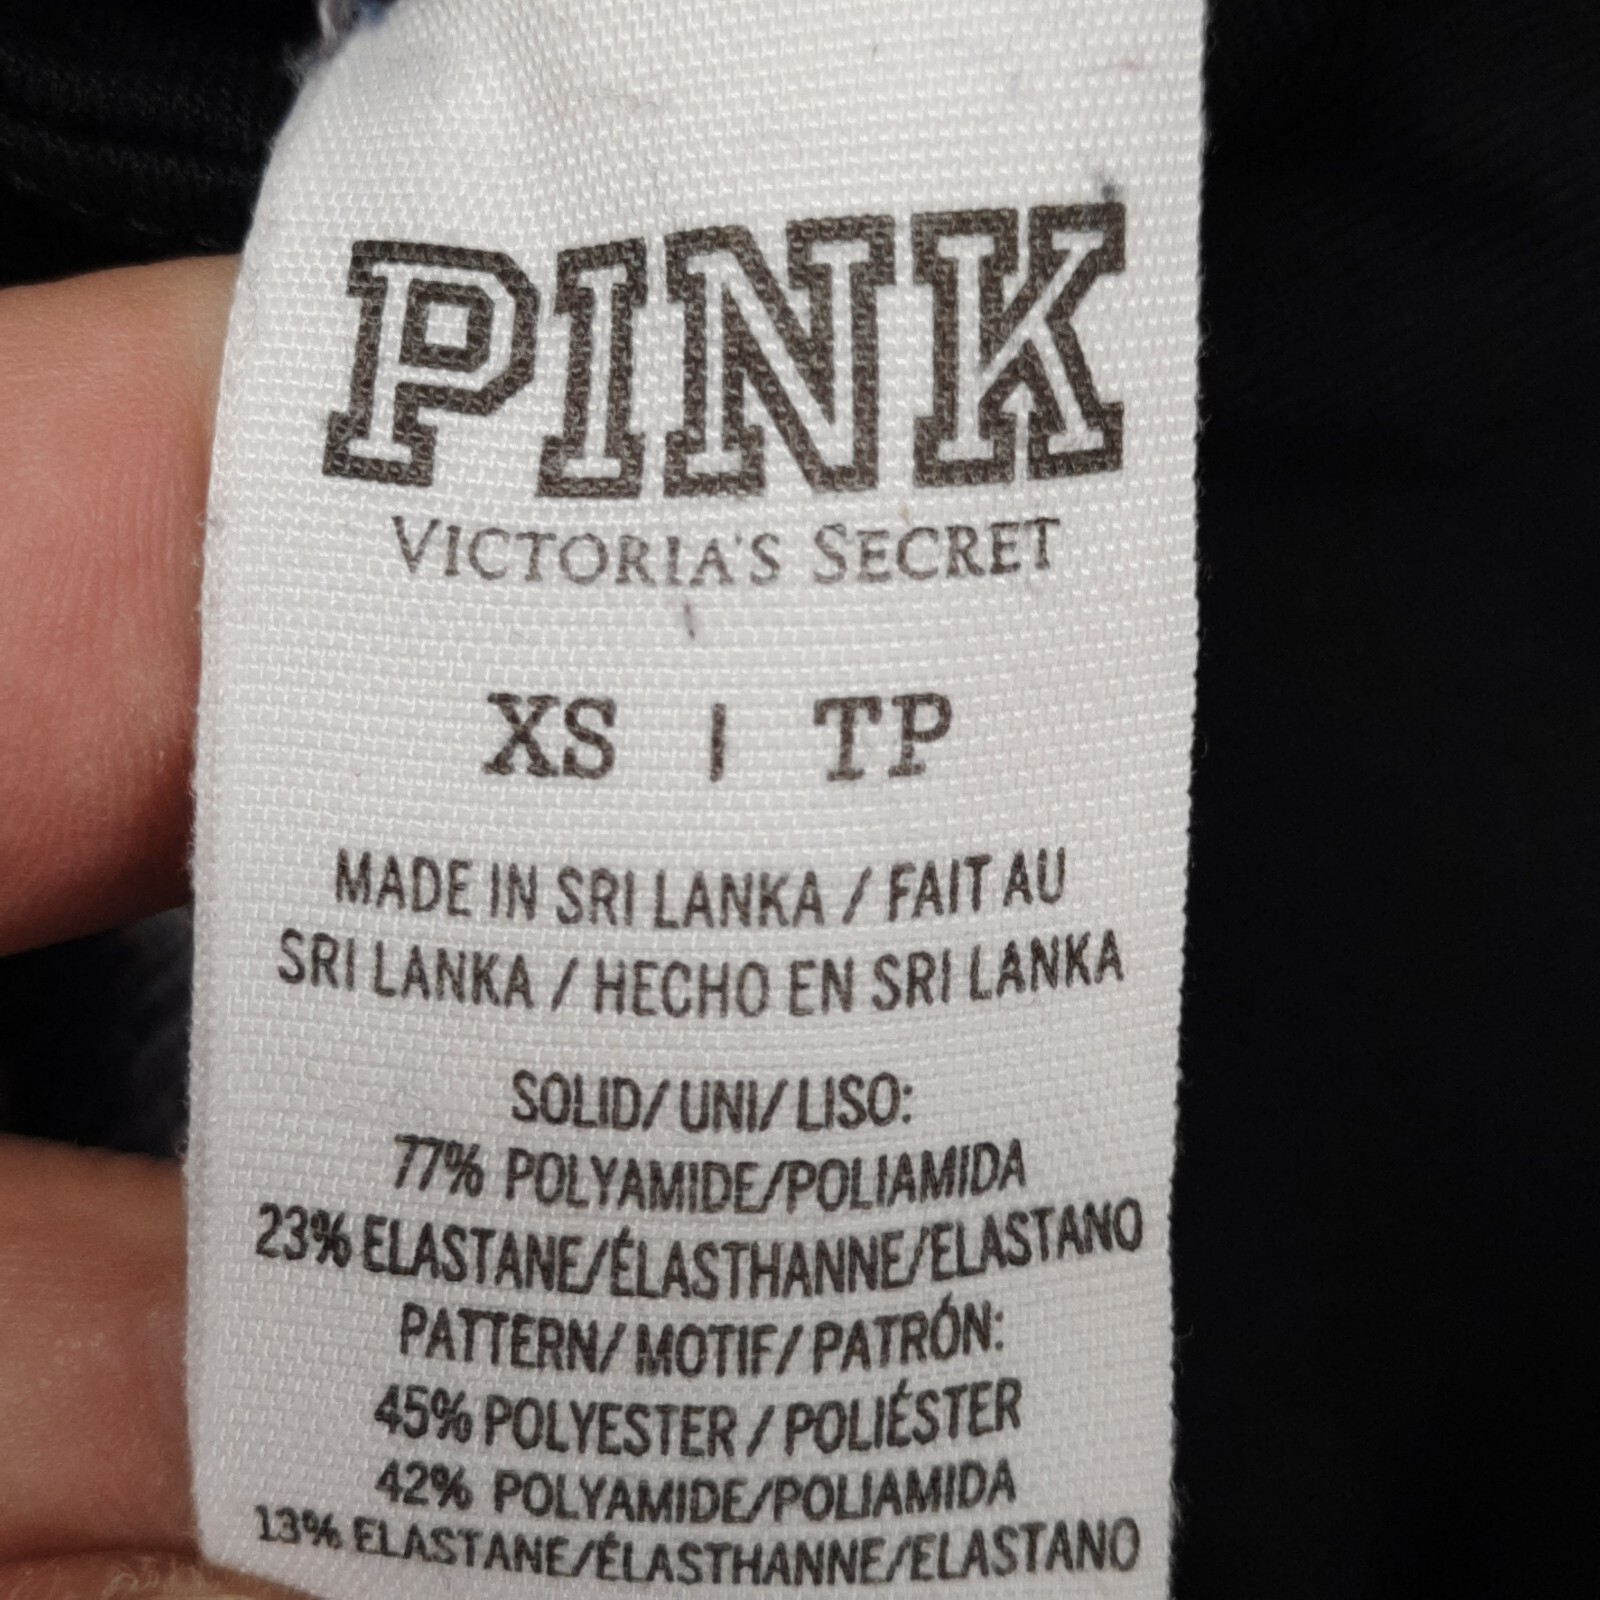 PINK
VICTORIA'S SECRET
XS | TP
MADE IN SRI LANKA / FAIT AU
SRI LANKA / HECHO EN SRI LANKA
SOLID/ UNI/ LISO:
77% POLYAMIDE/POLIAMIDA
23% ELASTANE/ÉLASTHANNE/ELASTANO
PATTERN/ MOTIF/ PATRÓN:
45% POLYESTER / POLIÉSTER
42% POLYAMIDE/POLIAMIDA
13% ELASTANE/ÉLASTHANNE/ELASTANO